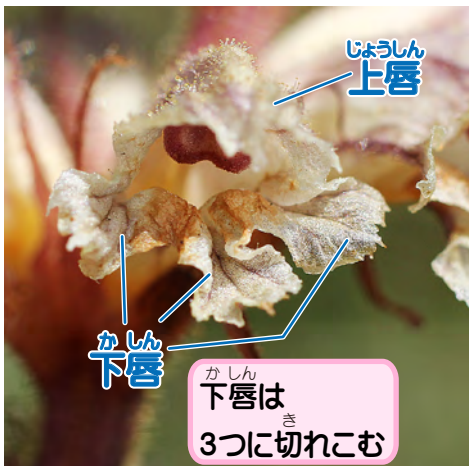 じょうしん
上唇
かしん
下唇
かしん
下唇は
き
3つに切れこむ